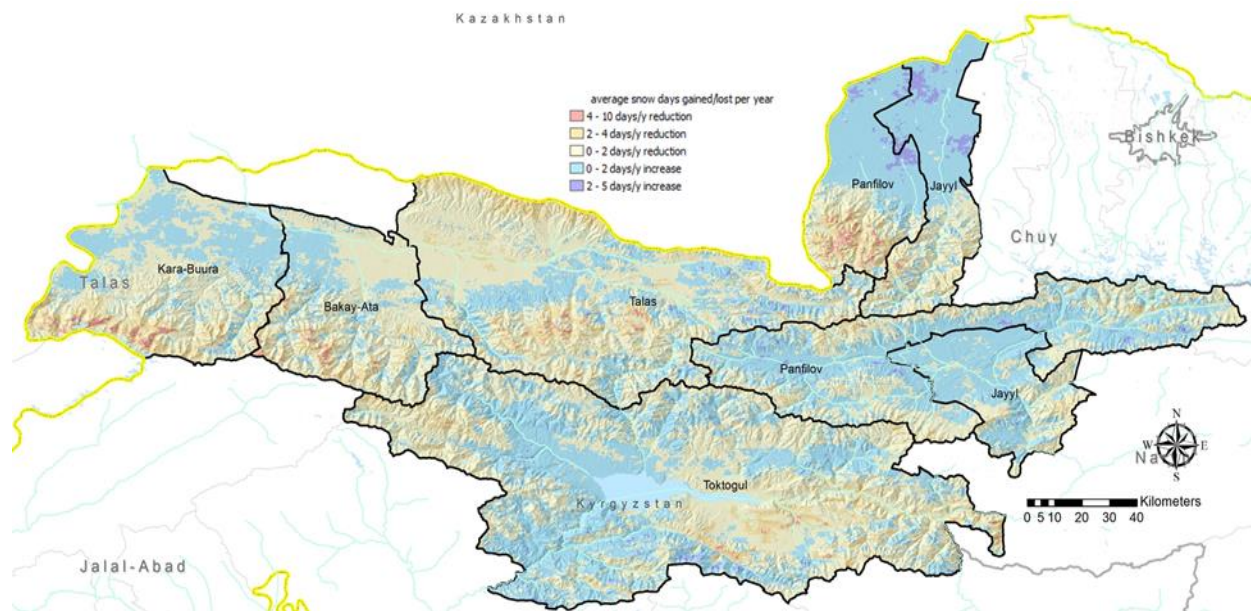 Kazakhstan
average snow days gained/lost per year
4 - 10 days/y reduction
2 - 4 days/y reduction
0 - 2 days/y reduction
0 - 2 days/y increase
2 - 5 days/y increase
Bishkek
Panfilov
Jayyl
Chuy
Kara-Buura
Talas
Bakay-Ata
Talas
Panfilov
Jayyl
N
W
E
S
Na
Toktogul
Kyrgyzstan
Kilometers
0 5 10 20 30 40
Jalal-Abad